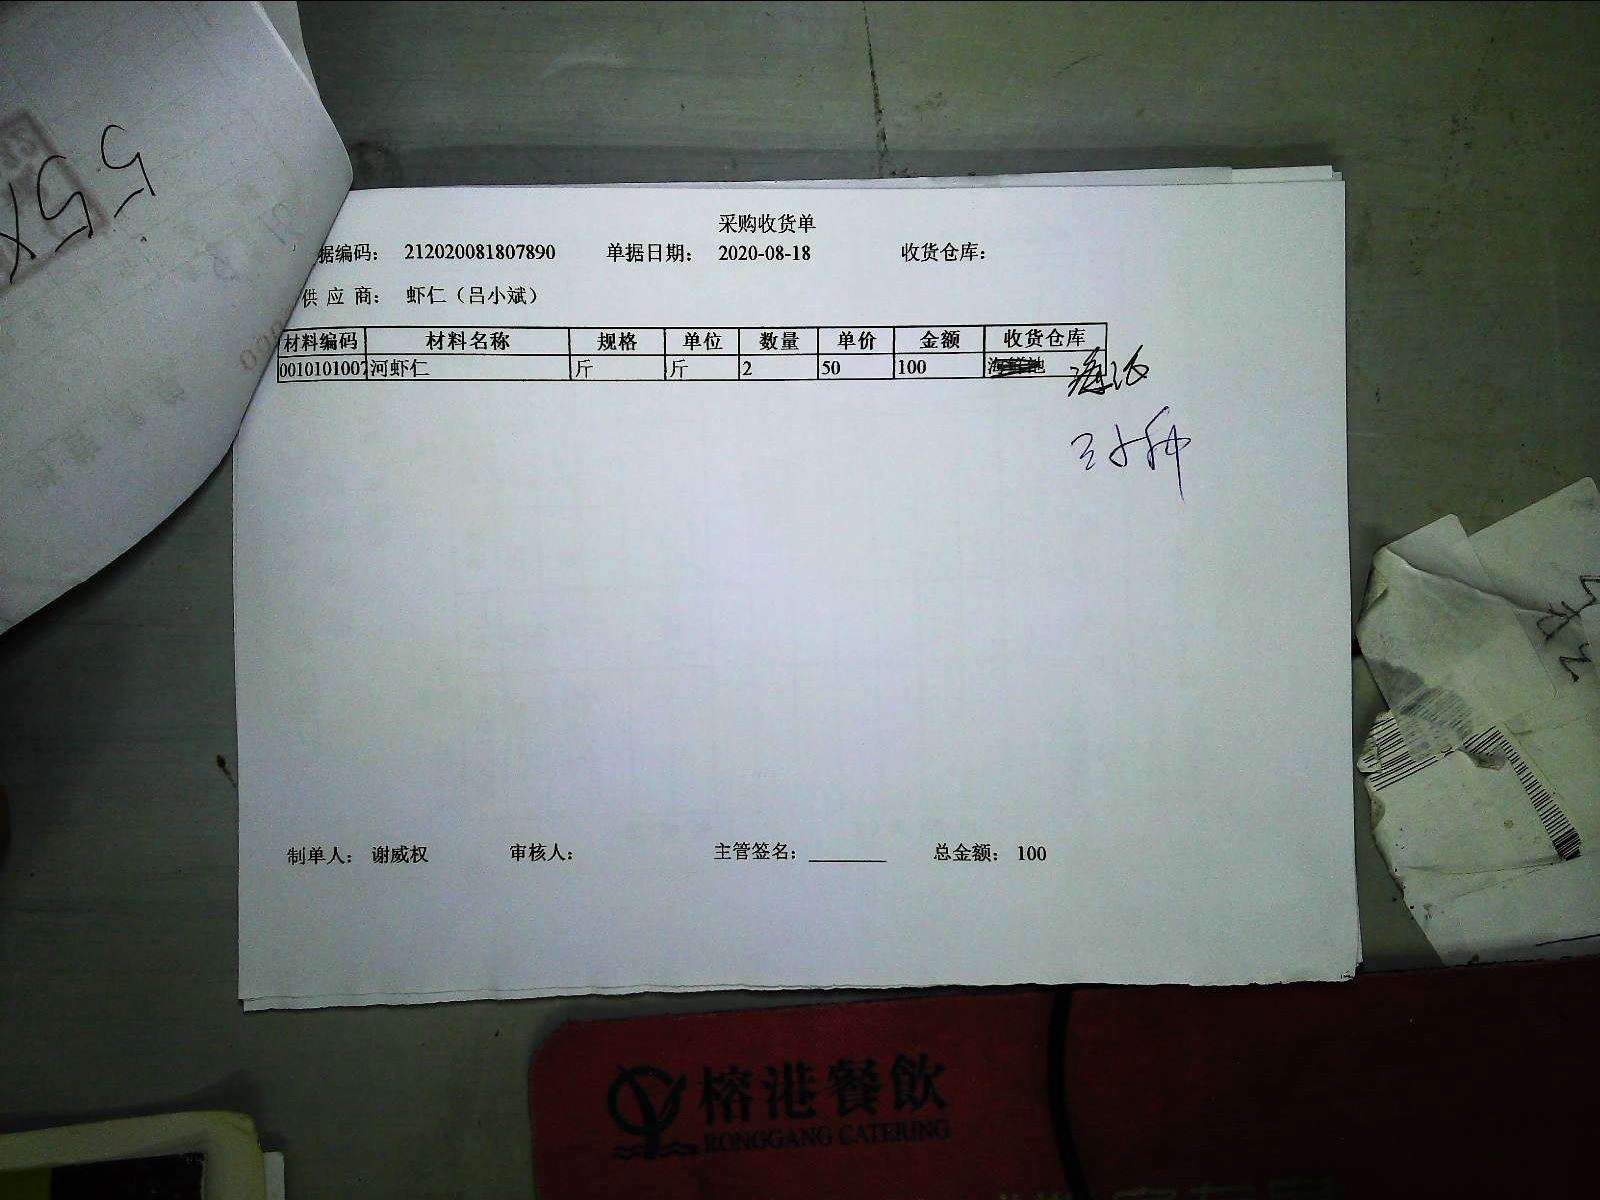 采购收货单
据编码： 212020081807890 单据日期： 2020-08-18 收货仓库：
供 应 商： 虾仁（吕小斌）
材料编码 材料名称 规格 单位 数量 单价 金额 收货仓库
0010101007 河虾仁 斤 斤 2 50 100
制单人： 谢威权 审核人： 主管签名： 总金额： 100
榕港餐飲
RONGGANG CATERING
55X